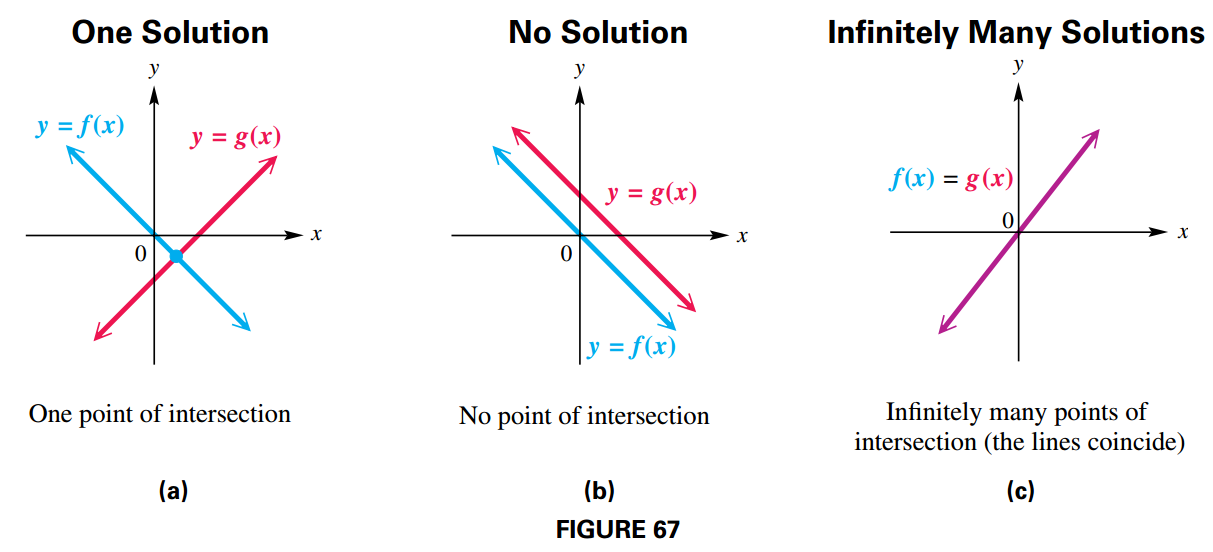 One Solution
y
y = f(x)
y = g(x)
x
0
One point of intersection
(a)
No Solution
y
y = g(x)
x
0
y = f(x)
No point of intersection
(b)
Infinitely Many Solutions
y
f(x) = g(x)
0
x
Infinitely many points of
intersection (the lines coincide)
(c)
FIGURE 67